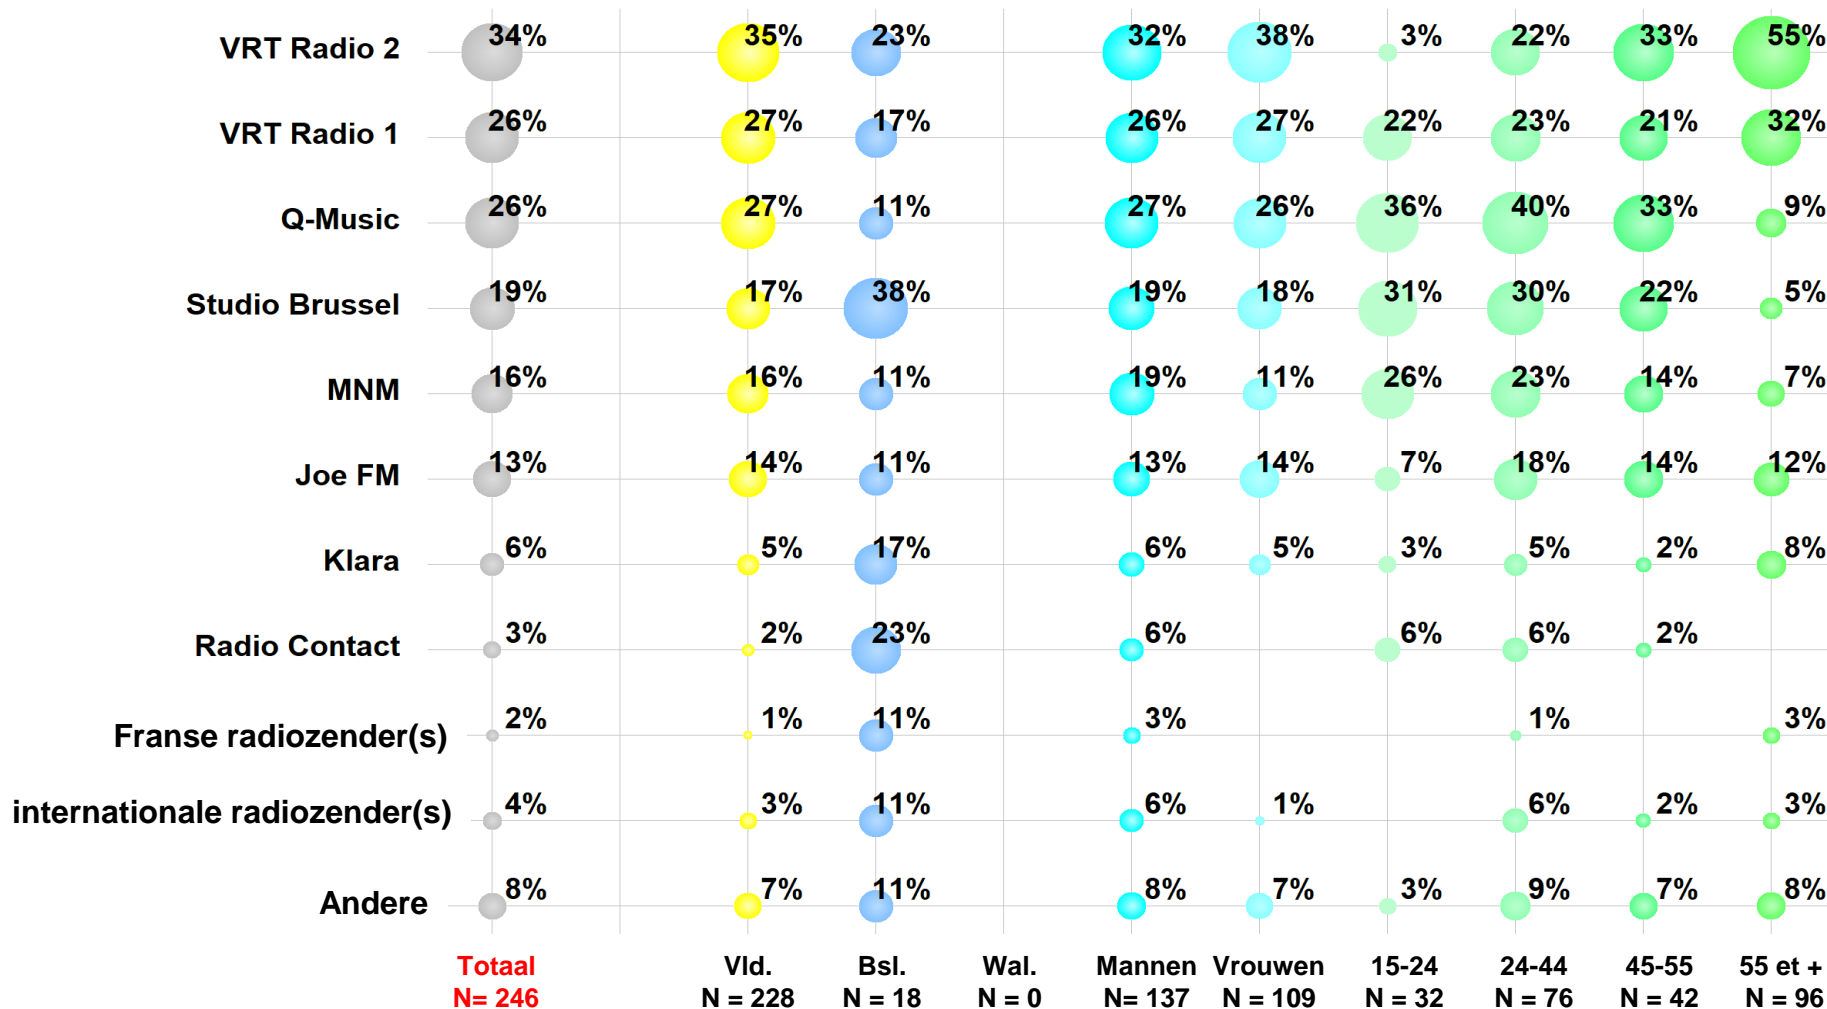 VRT Radio 2 34% 35% 23% 32% 38% 3% 22% 33% 55%
VRT Radio 1 26% 27% 17% 26% 27% 22% 23% 21% 32%
Q-Music 26% 27% 11% 27% 26% 36% 40% 33% 9%
Studio Brussel 19% 17% 38% 19% 18% 31% 30% 22% 5%
MNM 16% 16% 11% 19% 11% 26% 23% 14% 7%
Joe FM 13% 14% 11% 13% 14% 7% 18% 14% 12%
Klara 6% 5% 17% 6% 5% 3% 5% 2% 8%
Radio Contact 3% 2% 23% 6% 6% 6% 2%
Franse radiozender(s) 2% 1% 11% 3% 1% 3%
internationale radiozender(s) 4% 3% 11% 6% 1% 6% 2% 3%
Andere 8% 7% 11% 8% 7% 3% 9% 7% 8%
Totaal Vld. Bsl. Wal. Mannen Vrouwen 15-24 24-44 45-55 55 et +
N= 246 N = 228 N = 18 N = 0 N= 137 N = 109 N = 32 N = 76 N = 42 N = 96